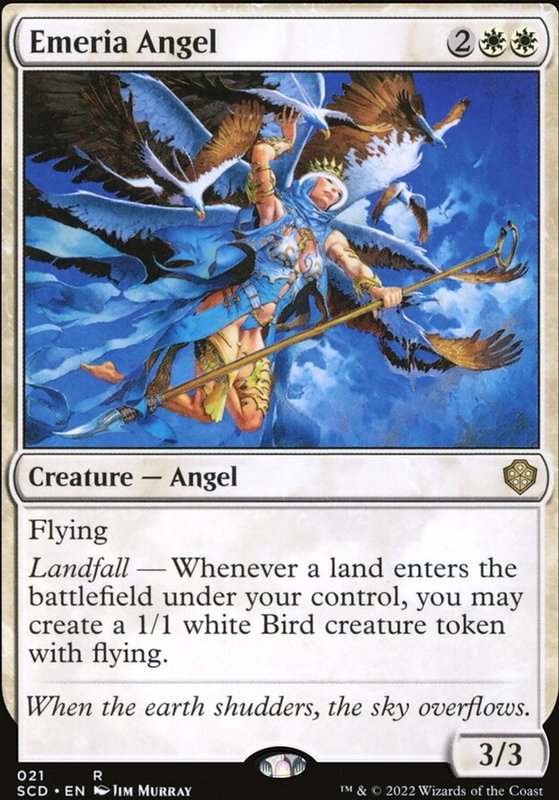 Emeria Angel 2
Creature — Angel
Flying
Landfall — Whenever a land enters the
battlefield under your control, you may
create a 1/1 white Bird creature token
with flying.
When the earth shudders, the sky overflows.
3/3
021 R
SCD • EN Jim Murray
™ & © 2022 Wizards of the Coast